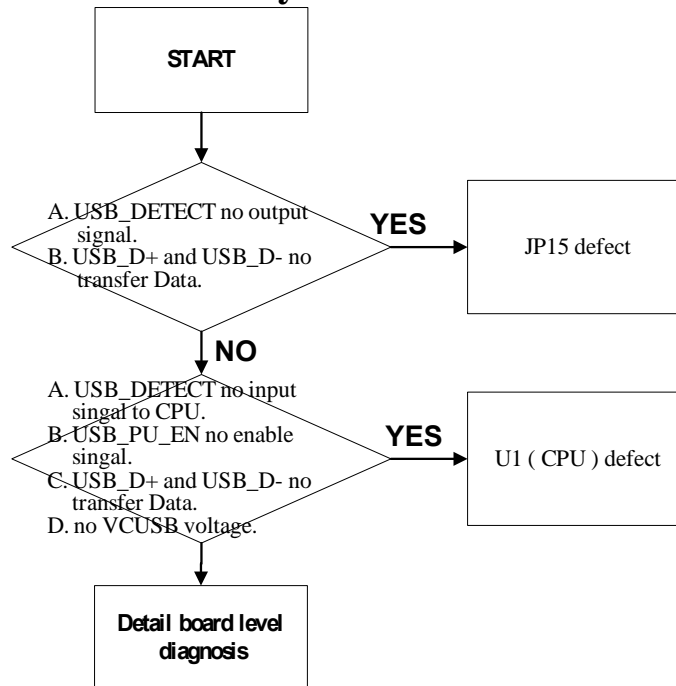 START
A. USB_DETECT no output
signal.
B. USB_D+ and USB_D- no
transfer Data.
YES
JP15 defect
NO
A. USB_DETECT no input
singal to CPU.
B. USB_PU_EN no enable
singal.
C. USB_D+ and USB_D- no
transfer Data.
D. no VCUSB voltage.
YES
U1 ( CPU ) defect
Detail board level
diagnosis